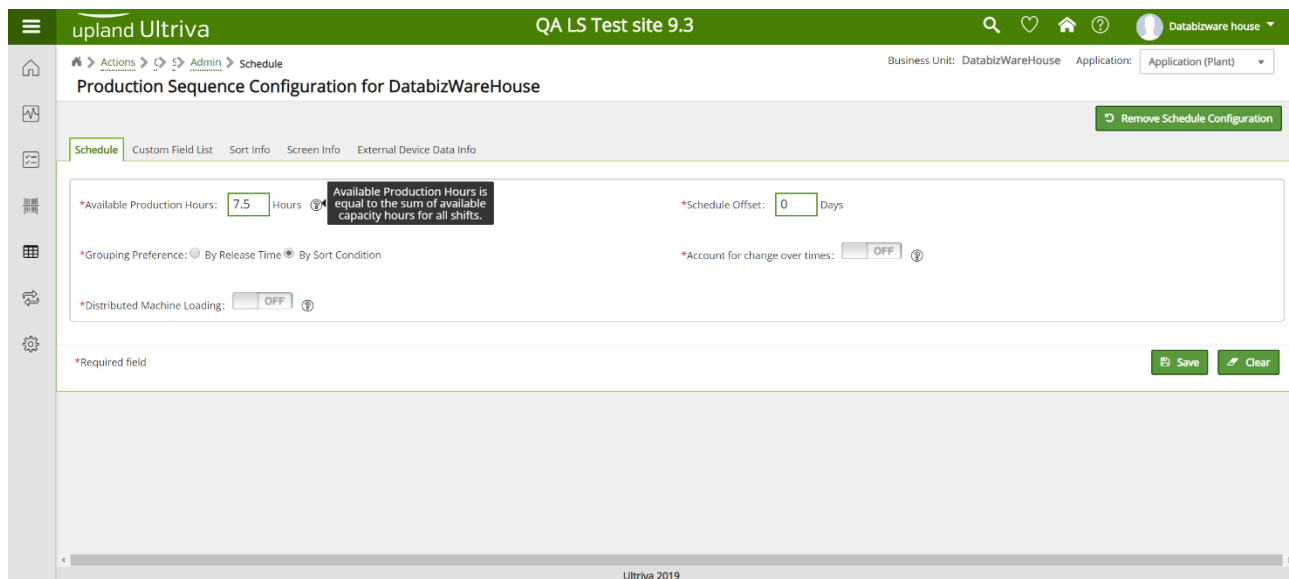 upland Ultriva
QA LS Test site 9.3
Databizware house
Actions > C> S> Admin > Schedule
Business Unit: DatabizWareHouse Application: Application (Plant)
Production Sequence Configuration for DatabizWareHouse
Remove Schedule Configuration
Schedule Custom Field List Sort Info Screen Info External Device Data Info
*Available Production Hours: 7.5 Hours
Available Production Hours is
equal to the sum of available
capacity hours for all shifts.
*Schedule Offset: 0 Days
*Grouping Preference: By Release Time By Sort Condition
*Account for change over times: OFF
*Distributed Machine Loading: OFF
*Required field
Save Clear
Ultriva 2019